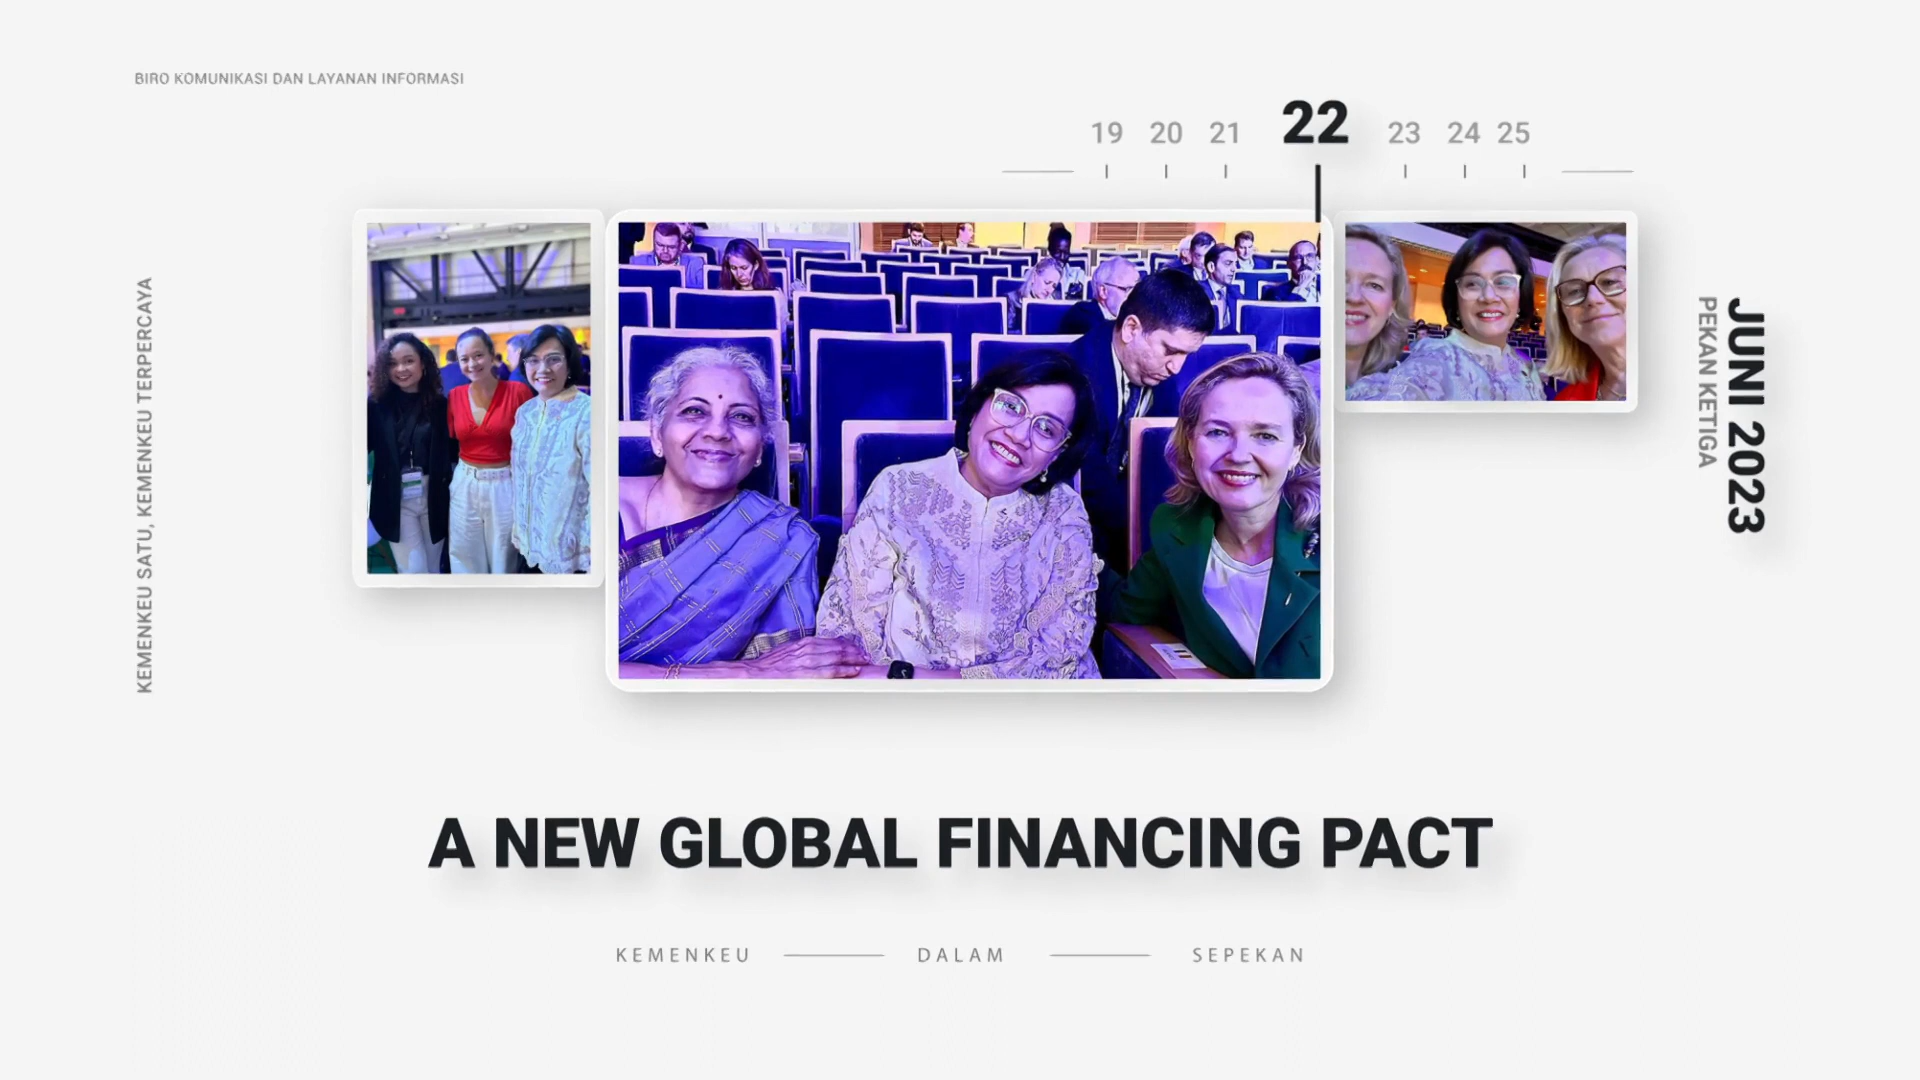 BIRO KOMUNIKASI DAN LAYANAN INFORMASI
19 20 21 22 23 24 25
KEMENKEU SATU, KEMENKEU TERPERCAYA
JUNI 2023
PEKAN KETIGA
A NEW GLOBAL FINANCING PACT
KEMENKEU DALAM SEPEKAN